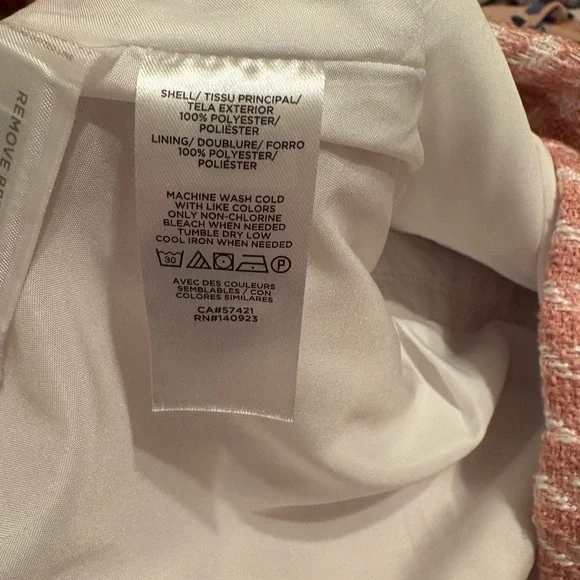 SHELL/ TISSU PRINCIPAL/
TELA EXTERIOR
100% POLYESTER/
POLIÉSTER
LINING/ DOUBLURE/ FORRO
100% POLYESTER/
POLIÉSTER
MACHINE WASH COLD
WITH LIKE COLORS
ONLY NON-CHLORINE
BLEACH WHEN NEEDED
TUMBLE DRY LOW
COOL IRON WHEN NEEDED
30 P
AVEC DES COULEURS
SEMBLABLES / CON
COLORES SIMILARES
CA#57421
RN#140923
REMOVE